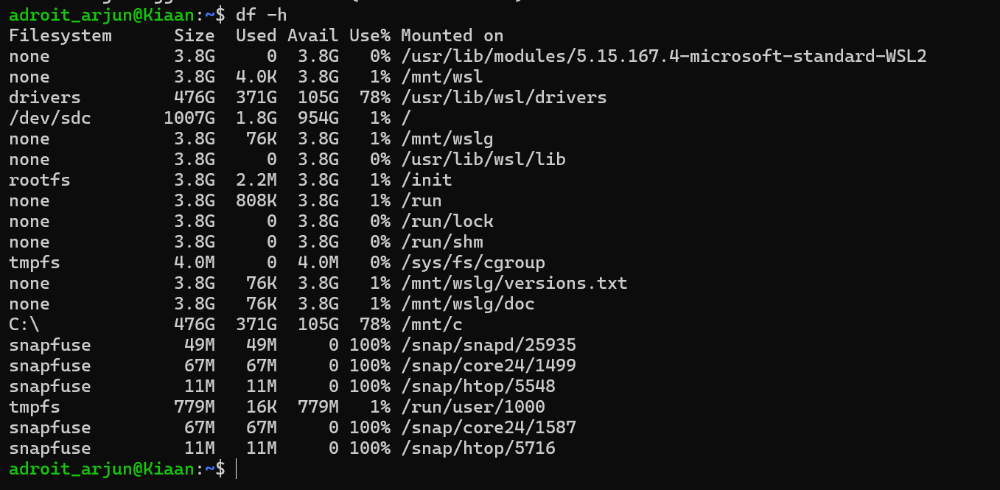 adroit_arjun@Kiaan:~$ df -h
Filesystem      Size  Used Avail Use% Mounted on
none            3.8G     0  3.8G   0% /usr/lib/modules/5.15.167.4-microsoft-standard-WSL2
none            3.8G  4.0K  3.8G   1% /mnt/wsl
drivers         476G  371G  105G  78% /usr/lib/wsl/drivers
/dev/sdc       1007G  1.8G  954G   1% /
none            3.8G   76K  3.8G   1% /mnt/wslg
none            3.8G     0  3.8G   0% /usr/lib/wsl/lib
rootfs          3.8G  2.2M  3.8G   1% /init
none            3.8G  808K  3.8G   1% /run
none            3.8G     0  3.8G   0% /run/lock
none            3.8G     0  3.8G   0% /run/shm
tmpfs           4.0M     0  4.0M   0% /sys/fs/cgroup
none            3.8G   76K  3.8G   1% /mnt/wslg/versions.txt
none            3.8G   76K  3.8G   1% /mnt/wslg/doc
C:\             476G  371G  105G  78% /mnt/c
snapfuse         49M   49M     0 100% /snap/snapd/25935
snapfuse         67M   67M     0 100% /snap/core24/1499
snapfuse         11M   11M     0 100% /snap/htop/5548
tmpfs           779M   16K  779M   1% /run/user/1000
snapfuse         67M   67M     0 100% /snap/core24/1587
snapfuse         11M   11M     0 100% /snap/htop/5716
adroit_arjun@Kiaan:~$